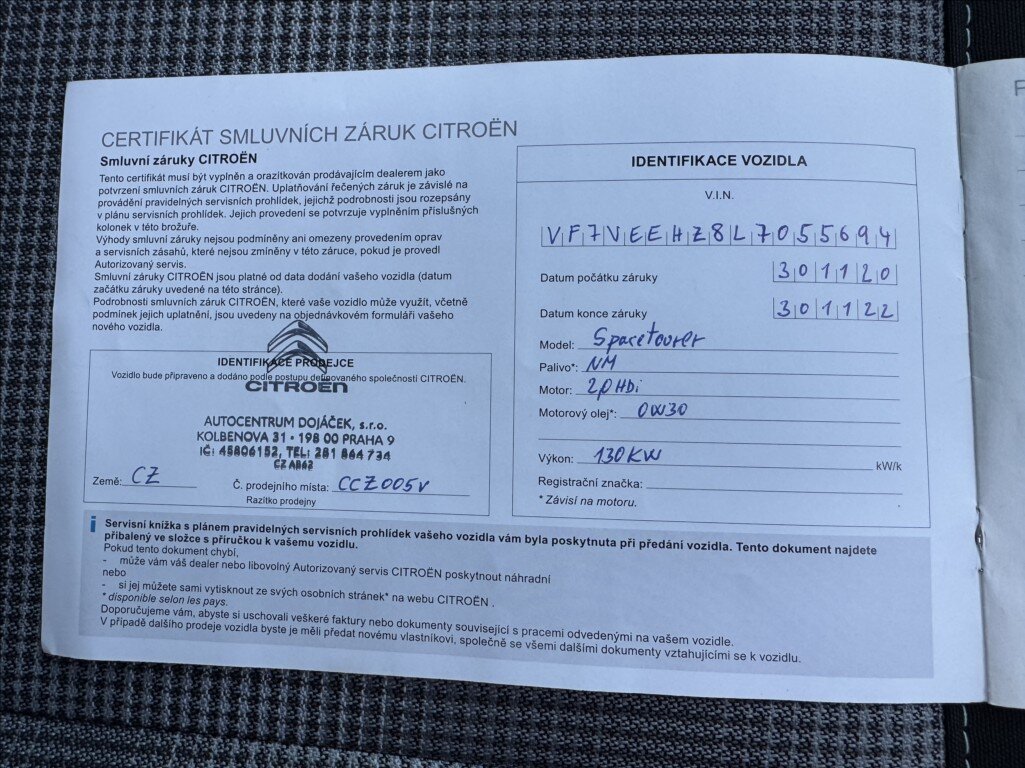 CERTIFIKÁT SMLUVNÍCH ZÁRUK CITROËN
Smluvní záruky CITROËN
Tento certifikát musí být vyplněn a orazítkován prodávajícím dealerem jako
potvrzení smluvních záruk CITROËN. Uplatňování řečených záruk je závislé na
provádění pravidelných servisních prohlídek, jejichž podrobnosti jsou rozepsány
v plánu servisních prohlídek. Jejich provedení se potvrzuje vyplněním příslušných
kolonek v této brožuře.
Výhody smluvní záruky nejsou podmíněny ani omezeny provedením oprav
a servisních zásahů, které nejsou zmíněny v této záruce, pokud je provedl
Autorizovaný servis.
Smluvní záruky CITROËN jsou platné od data dodání vašeho vozidla (datum
začátku záruky uvedené na této stránce).
Podrobnosti smluvních záruk CITROËN, které vaše vozidlo může využít, včetně
podmínek jejich uplatnění, jsou uvedeny na objednávkovém formuláři vašeho
nového vozidla.
IDENTIFIKACE PRODEJCE
Vozidlo bude připraveno a dodáno podle postupu definovaného společností CITROËN.
CITROËN
AUTOCENTRUM DOJÁČEK, s.r.o.
KOLBENOVA 31 • 198 00 PRAHA 9
IČ: 45806152, TEL: 281 864 734
CZ AB62
Země: CZ Č. prodejního místa: CCZ005V
Razítko prodejny
IDENTIFIKACE VOZIDLA
V.I.N.
VF7VEEHZ8L7055694
Datum počátku záruky 301120
Datum konce záruky 301122
Model: Spacetourer
Palivo*: NM
Motor: 2,0HDi
Motorový olej*: 0W30
Výkon: 130KW kW/k
Registrační značka:
* Závisí na motoru.
i Servisní knížka s plánem pravidelných servisních prohlídek vašeho vozidla vám byla poskytnuta při předání vozidla. Tento dokument najdete
přibalený ve složce s příručkou k vašemu vozidlu.
Pokud tento dokument chybí,
- může vám váš dealer nebo libovolný Autorizovaný servis CITROËN poskytnout náhradní
nebo
- si jej můžete sami vytisknout ze svých osobních stránek* na webu CITROËN .
* disponible selon les pays.
Doporučujeme vám, abyste si uschovali veškeré faktury nebo dokumenty související s pracemi odvedenými na vašem vozidle.
V případě dalšího prodeje vozidla byste je měli předat novému vlastníkovi, společně se všemi dalšími dokumenty vztahujícími se k vozidlu.